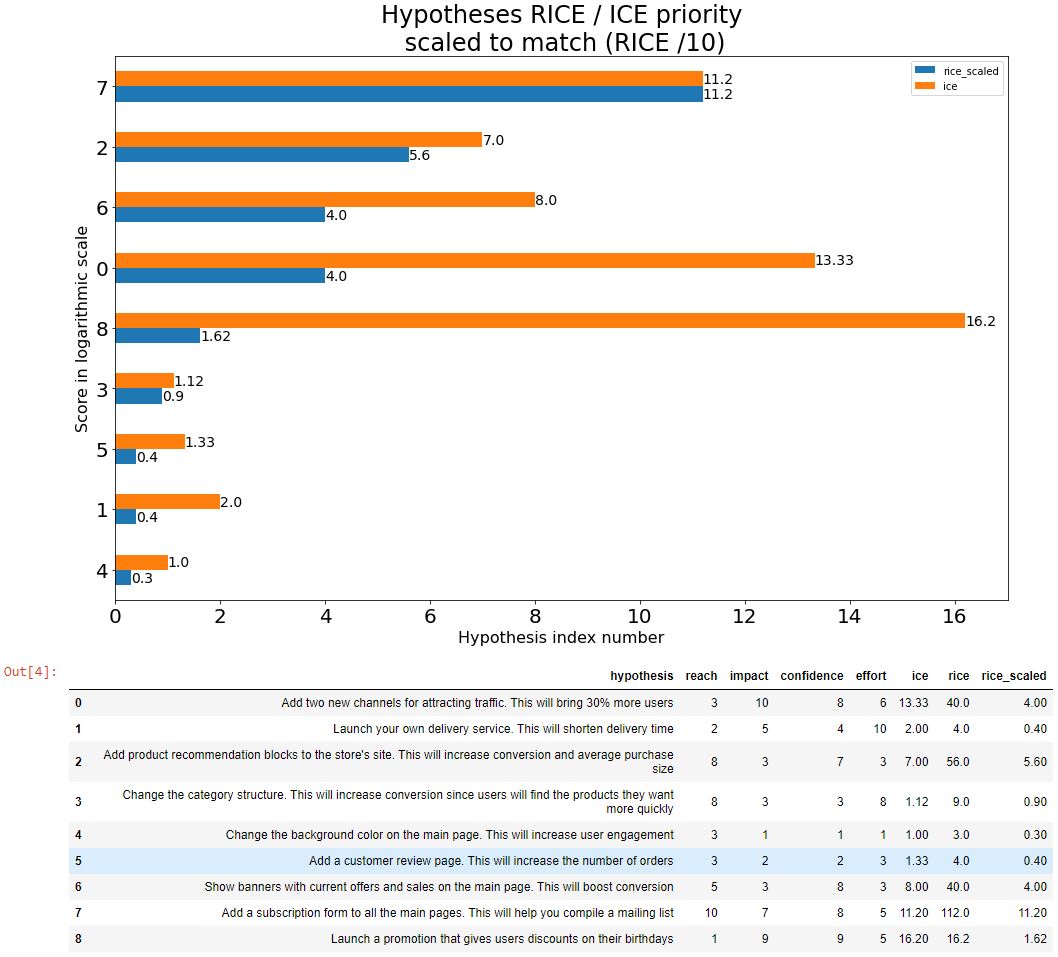 Hypotheses RICE / ICE priority
scaled to match (RICE /10)
rice_scaled
ice
Score in logarithmic scale
7
11.2
11.2
2
7.0
5.6
6
8.0
4.0
0
13.33
4.0
8
16.2
1.62
3
1.12
0.9
5
1.33
0.4
1
2.0
0.4
4
1.0
0.3
0 2 4 6 8 10 12 14 16
Hypothesis index number
Out[4]:
hypothesis reach impact confidence effort ice rice rice_scaled
0 Add two new channels for attracting traffic. This will bring 30% more users 3 10 8 6 13.33 40.0 4.00
1 Launch your own delivery service. This will shorten delivery time 2 5 4 10 2.00 4.0 0.40
2 Add product recommendation blocks to the store's site. This will increase conversion and average purchase
size 8 3 7 3 7.00 56.0 5.60
3 Change the category structure. This will increase conversion since users will find the products they want
more quickly 8 3 3 8 1.12 9.0 0.90
4 Change the background color on the main page. This will increase user engagement 3 1 1 1 1.00 3.0 0.30
5 Add a customer review page. This will increase the number of orders 3 2 2 3 1.33 4.0 0.40
6 Show banners with current offers and sales on the main page. This will boost conversion 5 3 8 3 8.00 40.0 4.00
7 Add a subscription form to all the main pages. This will help you compile a mailing list 10 7 8 5 11.20 112.0 11.20
8 Launch a promotion that gives users discounts on their birthdays 1 9 9 5 16.20 16.2 1.62